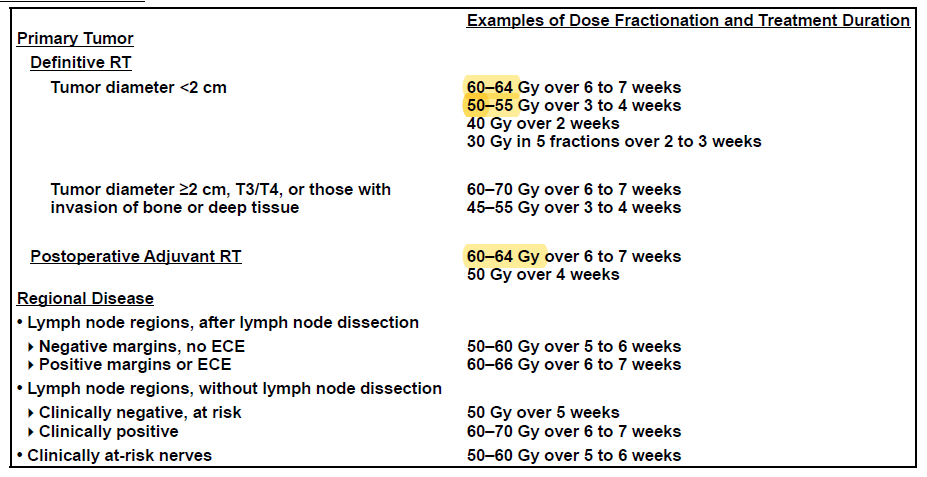 Examples of Dose Fractionation and Treatment Duration
Primary Tumor
Definitive RT
Tumor diameter <2 cm
60–64 Gy over 6 to 7 weeks
50–55 Gy over 3 to 4 weeks
40 Gy over 2 weeks
30 Gy in 5 fractions over 2 to 3 weeks
Tumor diameter ≥2 cm, T3/T4, or those with
invasion of bone or deep tissue
60–70 Gy over 6 to 7 weeks
45–55 Gy over 3 to 4 weeks
Postoperative Adjuvant RT
60–64 Gy over 6 to 7 weeks
50 Gy over 4 weeks
Regional Disease
• Lymph node regions, after lymph node dissection
▸ Negative margins, no ECE 50–60 Gy over 5 to 6 weeks
▸ Positive margins or ECE 60–66 Gy over 6 to 7 weeks
• Lymph node regions, without lymph node dissection
▸ Clinically negative, at risk 50 Gy over 5 weeks
▸ Clinically positive 60–70 Gy over 6 to 7 weeks
• Clinically at-risk nerves 50–60 Gy over 5 to 6 weeks